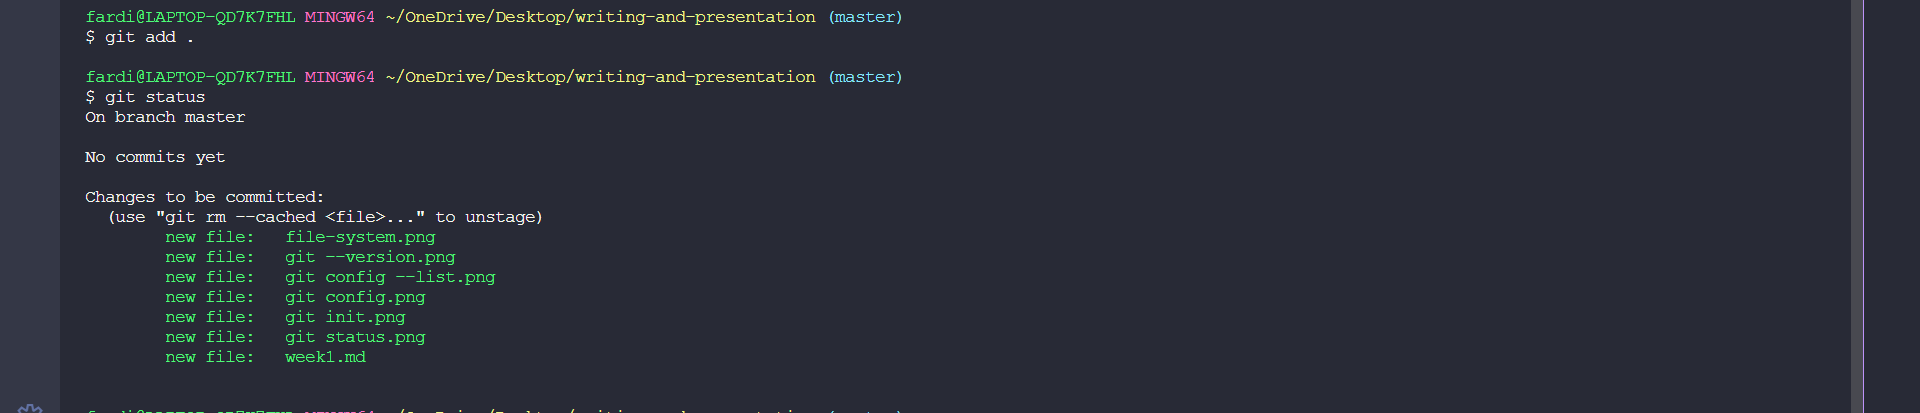 fardi@LAPTOP-QD7K7FHL MINGW64 ~/OneDrive/Desktop/writing-and-presentation (master)
$ git add .
fardi@LAPTOP-QD7K7FHL MINGW64 ~/OneDrive/Desktop/writing-and-presentation (master)
$ git status
On branch master
No commits yet
Changes to be committed:
(use "git rm --cached <file>..." to unstage)
new file: file-system.png
new file: git --version.png
new file: git config --list.png
new file: git config.png
new file: git init.png
new file: git status.png
new file: week1.md